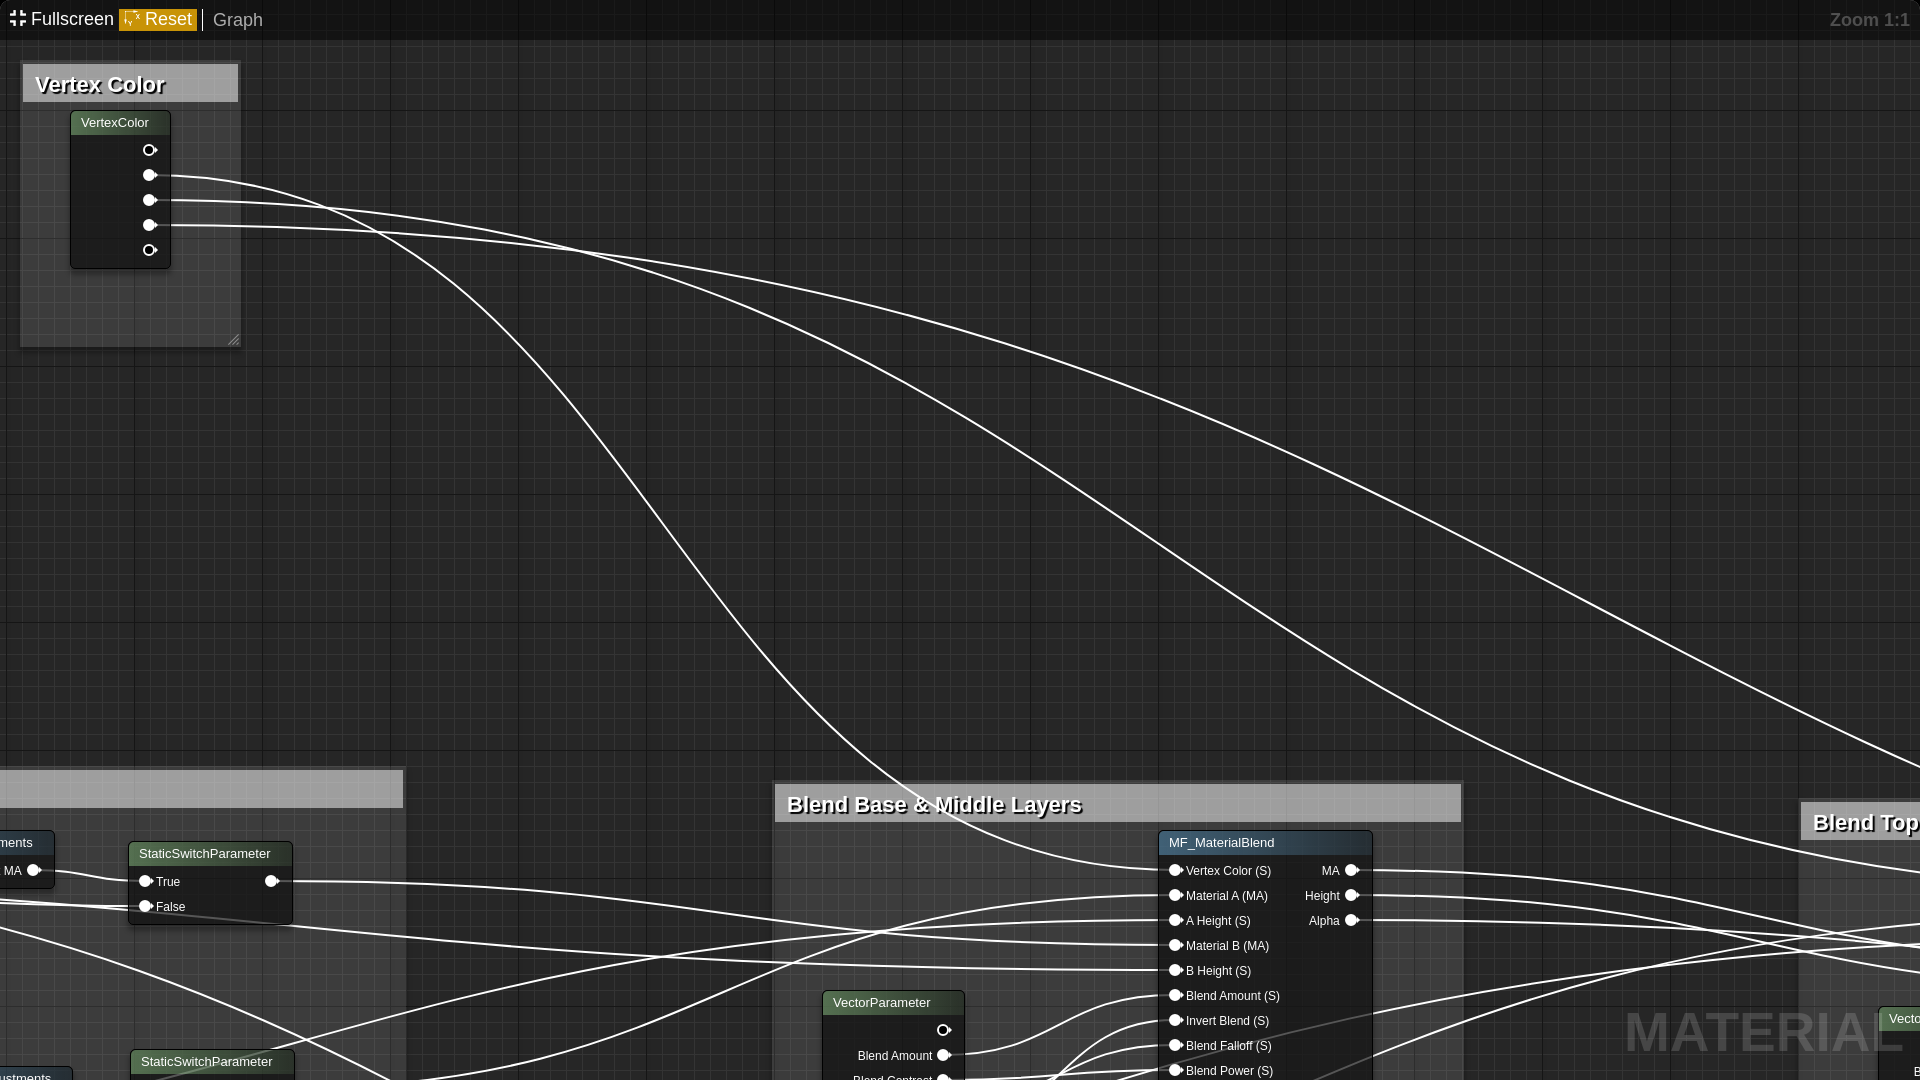 Fullscreen Reset Graph Zoom 1:1
Vertex Color
VertexColor
Blend Base & Middle Layers
Blend Top
MF_MaterialBlend
Vertex Color (S) MA
Material A (MA) Height
A Height (S) Alpha
Material B (MA)
B Height (S)
Blend Amount (S)
Invert Blend (S)
Blend Falloff (S)
Blend Power (S)
ments
MA
StaticSwitchParameter
True
False
VectorParameter
Blend Amount
Blend Contrast
StaticSwitchParameter
ustments
Vecto
B
MATERIAL